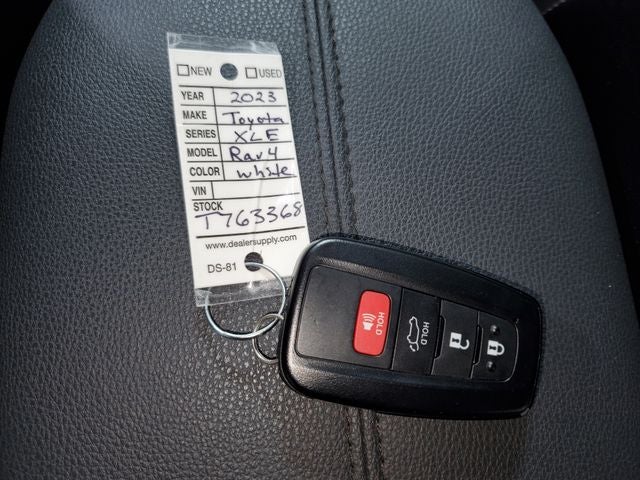 NEW USED
YEAR 2023
MAKE Toyota
SERIES XLE
MODEL Rav4
COLOR white
VIN
STOCK
T763368
www.dealersupply.com
DS-81
HOLD
HOLD